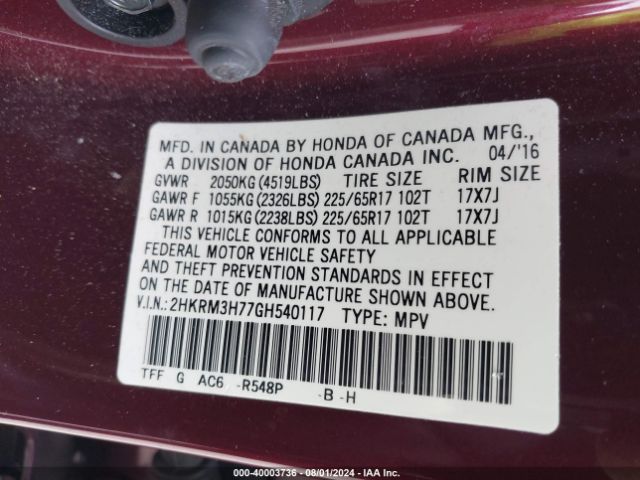 MFD. IN CANADA BY HONDA OF CANADA MFG.,
A DIVISION OF HONDA CANADA INC. 04/'16
GVWR 2050KG (4519LBS) TIRE SIZE RIM SIZE
GAWR F 1055KG (2326LBS) 225/65R17 102T 17X7J
GAWR R 1015KG (2238LBS) 225/65R17 102T 17X7J
THIS VEHICLE CONFORMS TO ALL APPLICABLE
FEDERAL MOTOR VEHICLE SAFETY
AND THEFT PREVENTION STANDARDS IN EFFECT
ON THE DATE OF MANUFACTURE SHOWN ABOVE.
V.I.N.: 2HKRM3H77GH540117 TYPE: MPV
TFF G AC6 -R548P -B -H
000-40003736 - 08/01/2024 - IAA Inc.